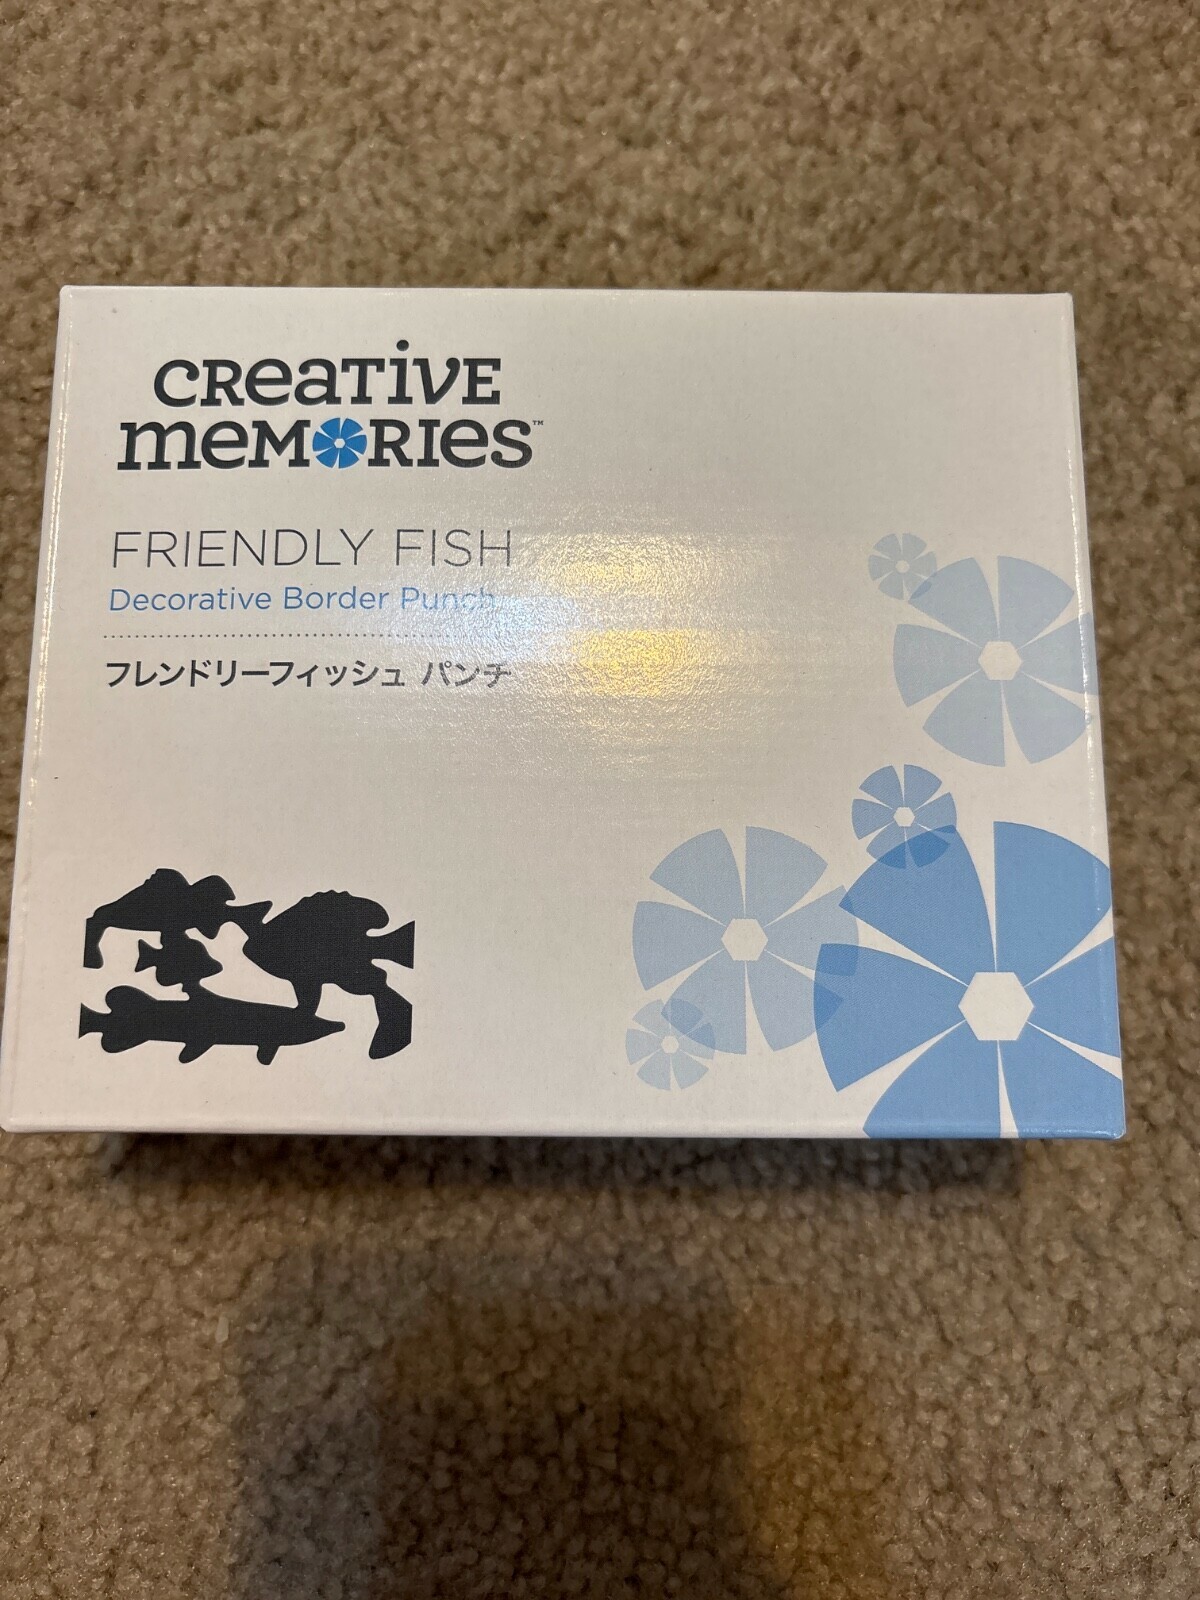 CReaTivE
meMORIes™
FRIENDLY FISH
Decorative Border Punch
フレンドリーフィッシュ パンチ